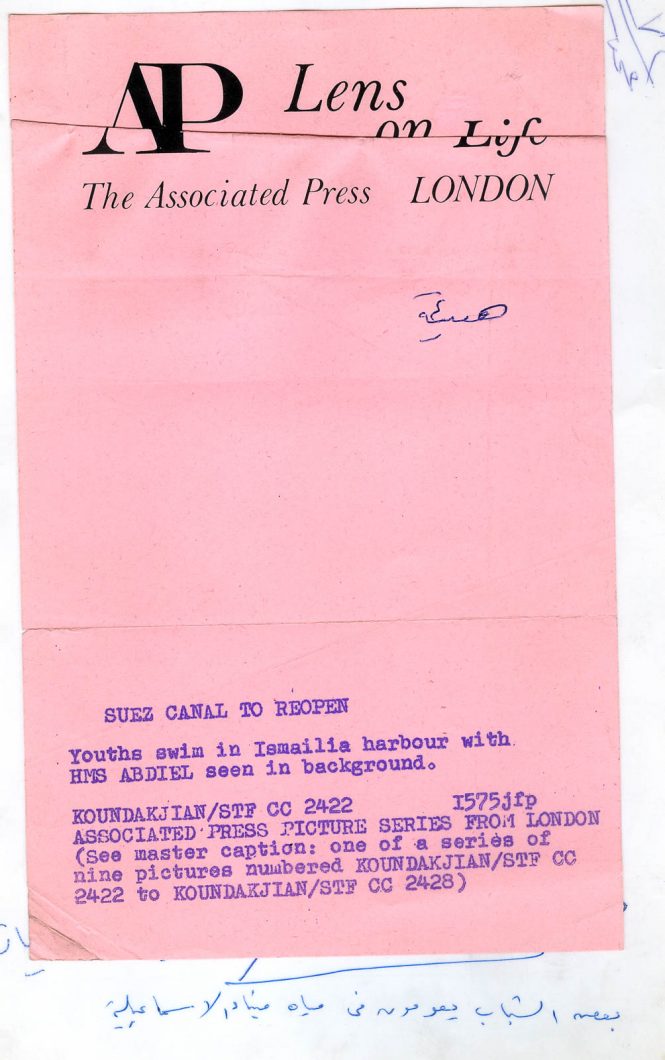 AP Lens
on Life
The Associated Press LONDON
SUEZ CANAL TO REOPEN
Youths swim in Ismailia harbour with
HMS ABDIEL seen in background.
KOUNDAKJIAN/STF CC 2422 I575jfp
ASSOCIATED PRESS PICTURE SERIES FROM LONDON
(See master caption: one of a series of
nine pictures numbered KOUNDAKJIAN/STF CC
2422 to KOUNDAKJIAN/STF CC 2428)
بعض الشباب يعومون فى مياه ميناء الاسماعيلية